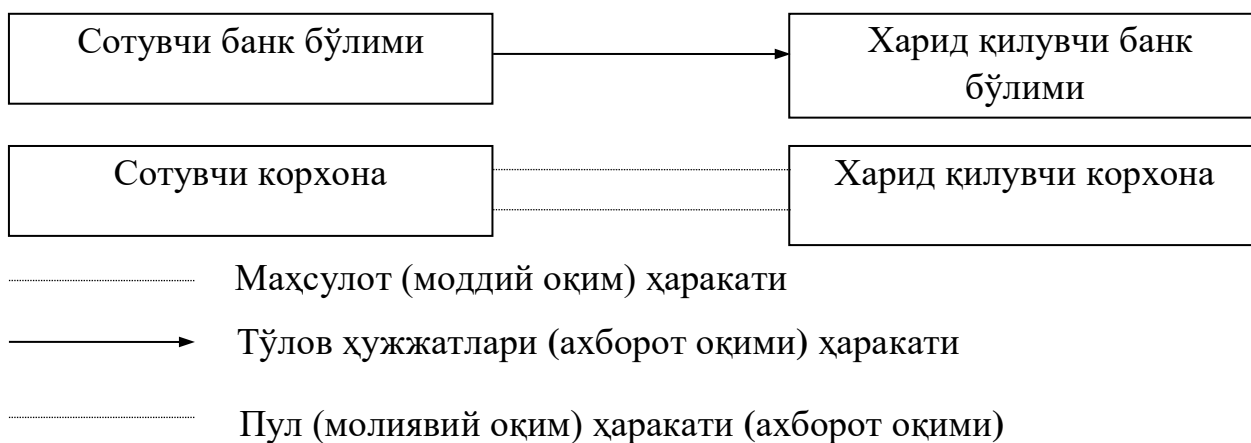 Сотувчи банк бўлими
Харид қилувчи банк
бўлими
Сотувчи корхона
Харид қилувчи корхона
Маҳсулот (моддий оқим) ҳаракати
Тўлов ҳужжатлари (ахборот оқими) ҳаракати
Пул (молиявий оқим) ҳаракати (ахборот оқими)